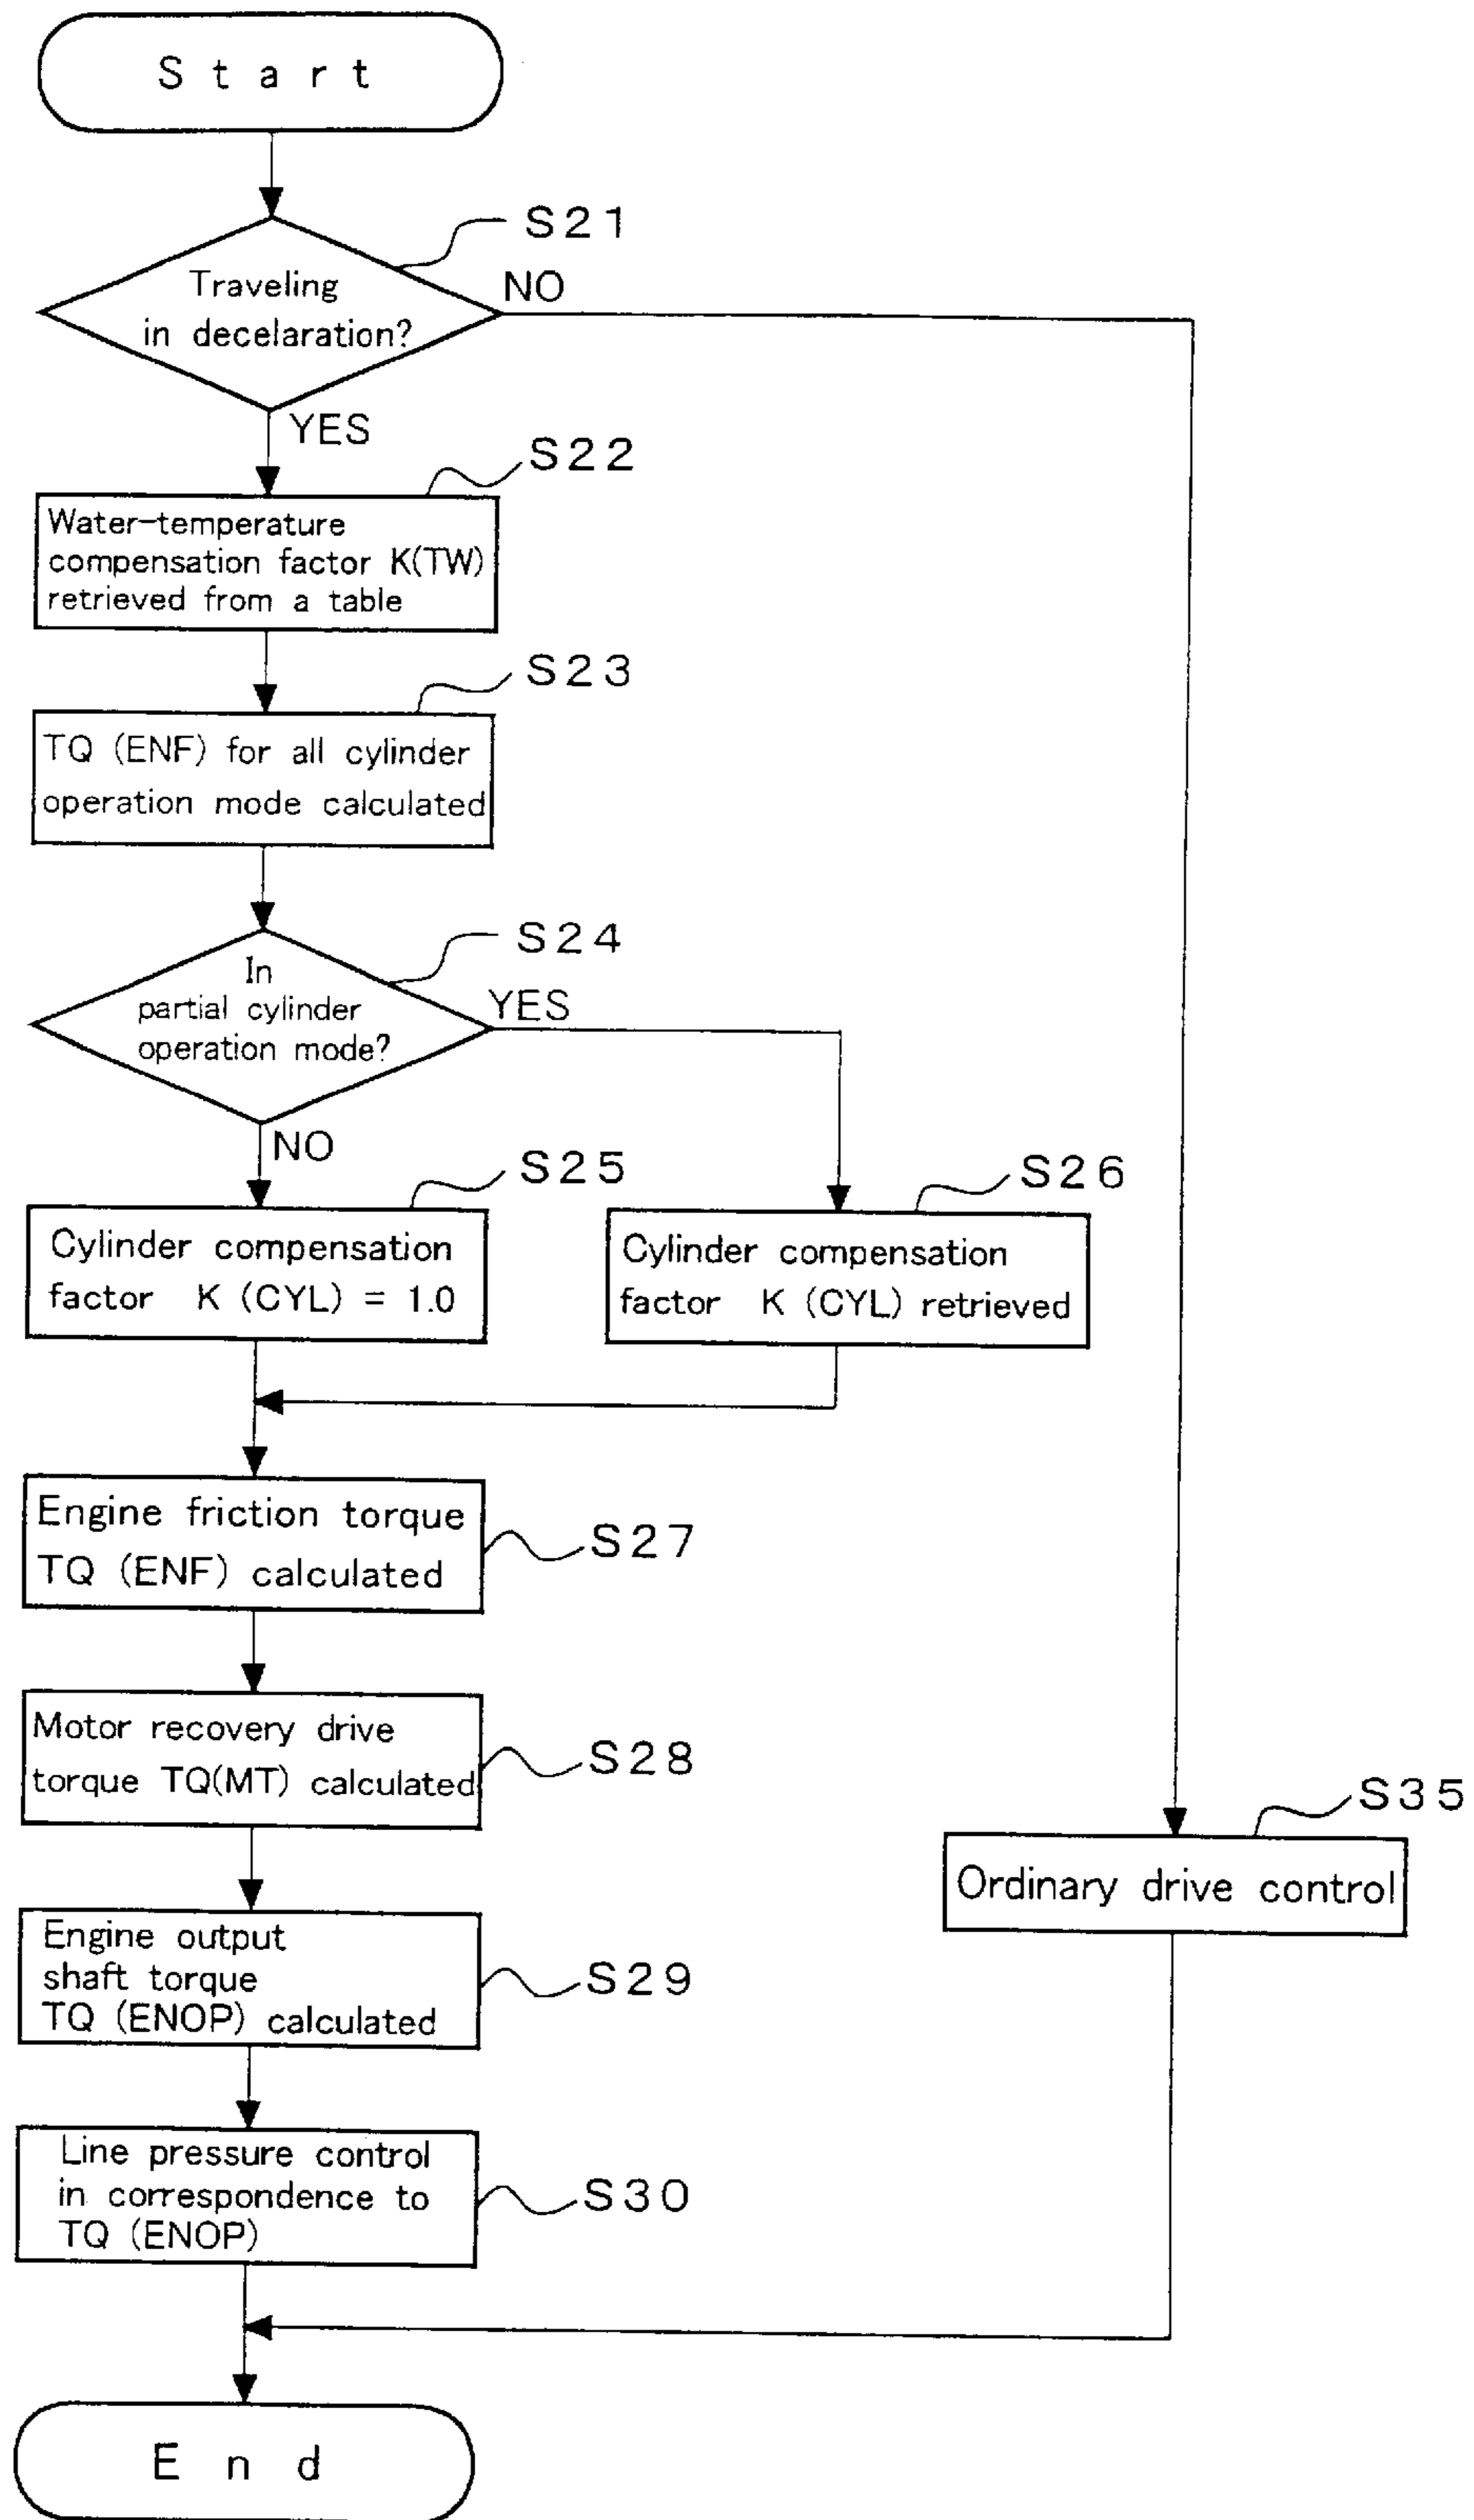 Start
S21
Traveling
in decelaration?
NO
YES
S22
Water-temperature
compensation factor K(TW)
retrieved from a table
S23
TQ (ENF) for all cylinder
operation mode calculated
S24
In
partial cylinder
operation mode?
YES
NO
S25
Cylinder compensation
factor K (CYL) = 1.0
S26
Cylinder compensation
factor K (CYL) retrieved
Engine friction torque
TQ (ENF) calculated
S27
Motor recovery drive
torque TQ(MT) calculated
S28
S35
Ordinary drive control
Engine output
shaft torque
TQ (ENOP) calculated
S29
Line pressure control
in correspondence to
TQ (ENOP)
S30
End